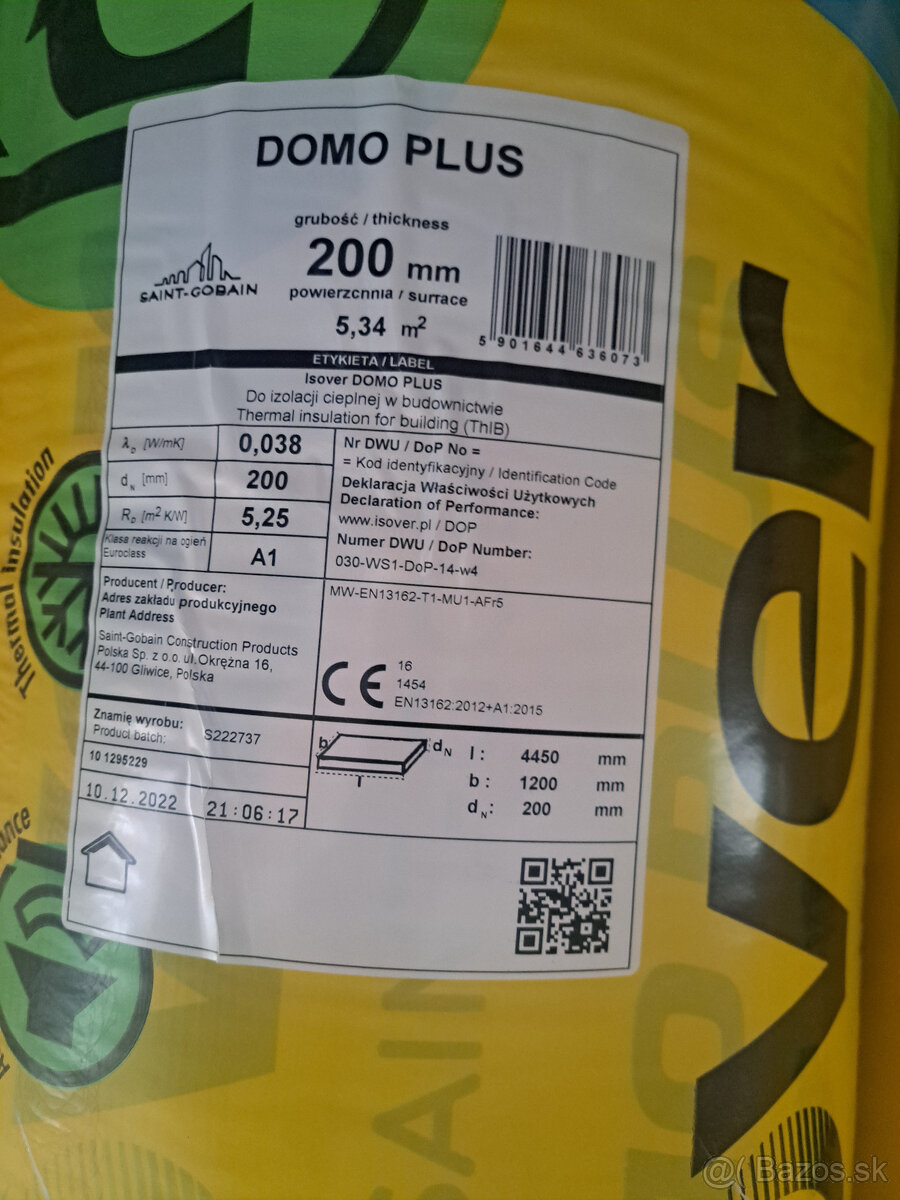 DOMO PLUS
grubość / thickness
200 mm
SAINT-GOBAIN
powierzchnia / surface
5,34 m²
5 901644 636073
ETYKIETA / LABEL
Isover DOMO PLUS
Do izolacji cieplnej w budownictwie
Thermal insulation for building (ThIB)
λD [W/mK] 0,038
dN [mm] 200
RD [m² K/W] 5,25
Klasa reakcji na ogień
Euroclass A1
Nr DWU / DoP No =
= Kod identyfikacyjny / Identification Code
Deklaracja Właściwości Użytkowych
Declaration of Performance:
www.isover.pl / DOP
Numer DWU / DoP Number:
030-WS1-DoP-14-w4
Producent / Producer:
Adres zakładu produkcyjnego
Plant Address
Saint-Gobain Construction Products
Polska Sp. z o.o. ul.Okrężna 16,
44-100 Gliwice, Polska
MW-EN13162-T1-MU1-AFr5
CE
16
1454
EN13162:2012+A1:2015
Znamię wyrobu:
Product batch: S222737
10 1295229
10.12.2022 21:06:17
b dN l
l : 4450 mm
b : 1200 mm
dN: 200 mm
Thermal Insulation
ver
@( Bazos.sk